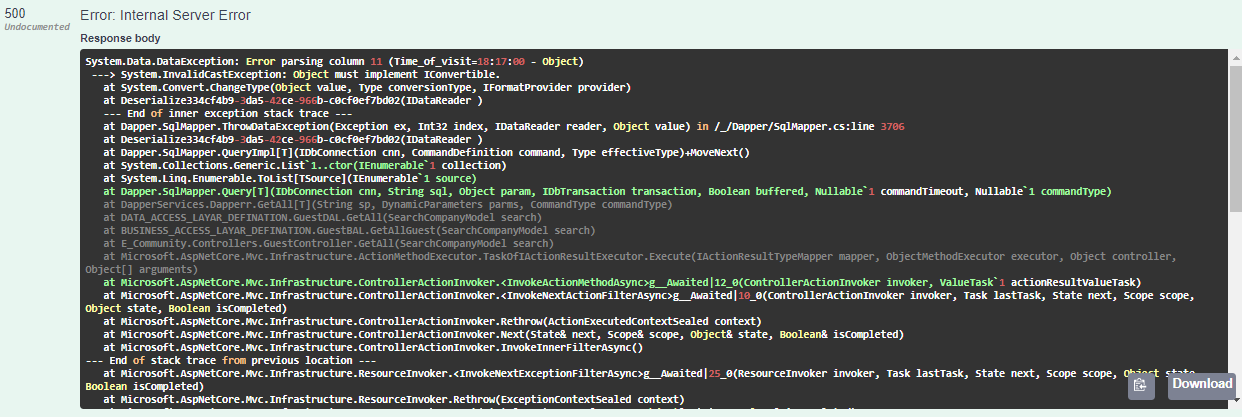 500
Undocumented
Error: Internal Server Error
Response body
System.Data.DataException: Error parsing column 11 (Time_of_visit=18:17:00 - Object)
---> System.InvalidCastException: Object must implement IConvertible.
at System.Convert.ChangeType(Object value, Type conversionType, IFormatProvider provider)
at Deserialize334cf4b9-3da5-42ce-966b-c0cf0ef7bd02(IDataReader )
--- End of inner exception stack trace ---
at Dapper.SqlMapper.ThrowDataException(Exception ex, Int32 index, IDataReader reader, Object value) in /_/Dapper/SqlMapper.cs:line 3706
at Deserialize334cf4b9-3da5-42ce-966b-c0cf0ef7bd02(IDataReader )
at Dapper.SqlMapper.QueryImpl[T](IDbConnection cnn, CommandDefinition command, Type effectiveType)+MoveNext()
at System.Collections.Generic.List`1..ctor(IEnumerable`1 collection)
at System.Linq.Enumerable.ToList[TSource](IEnumerable`1 source)
at Dapper.SqlMapper.Query[T](IDbConnection cnn, String sql, Object param, IDbTransaction transaction, Boolean buffered, Nullable`1 commandTimeout, Nullable`1 commandType)
at DapperServices.Dapperr.GetAll[T](String sp, DynamicParameters parms, CommandType commandType)
at DATA_ACCESS_LAYAR_DEFINATION.GuestDAL.GetAll(SearchCompanyModel search)
at BUSINESS_ACCESS_LAYAR_DEFINATION.GuestBAL.GetAllGuest(SearchCompanyModel search)
at E_Community.Controllers.GuestController.GetAll(SearchCompanyModel search)
at Microsoft.AspNetCore.Mvc.Infrastructure.ActionMethodExecutor.TaskOfIActionResultExecutor.Execute(IActionResultTypeMapper mapper, ObjectMethodExecutor executor, Object controller,
Object[] arguments)
at Microsoft.AspNetCore.Mvc.Infrastructure.ControllerActionInvoker.<InvokeActionMethodAsync>g__Awaited|12_0(ControllerActionInvoker invoker, ValueTask`1 actionResultValueTask)
at Microsoft.AspNetCore.Mvc.Infrastructure.ControllerActionInvoker.<InvokeNextActionFilterAsync>g__Awaited|10_0(ControllerActionInvoker invoker, Task lastTask, State next, Scope scope,
Object state, Boolean isCompleted)
at Microsoft.AspNetCore.Mvc.Infrastructure.ControllerActionInvoker.Rethrow(ActionExecutedContextSealed context)
at Microsoft.AspNetCore.Mvc.Infrastructure.ControllerActionInvoker.Next(State& next, Scope& scope, Object& state, Boolean& isCompleted)
at Microsoft.AspNetCore.Mvc.Infrastructure.ControllerActionInvoker.InvokeInnerFilterAsync()
--- End of stack trace from previous location ---
at Microsoft.AspNetCore.Mvc.Infrastructure.ResourceInvoker.<InvokeNextExceptionFilterAsync>g__Awaited|25_0(ResourceInvoker invoker, Task lastTask, State next, Scope scope, Object state,
Boolean isCompleted)
at Microsoft.AspNetCore.Mvc.Infrastructure.ResourceInvoker.Rethrow(ExceptionContextSealed context)
Download